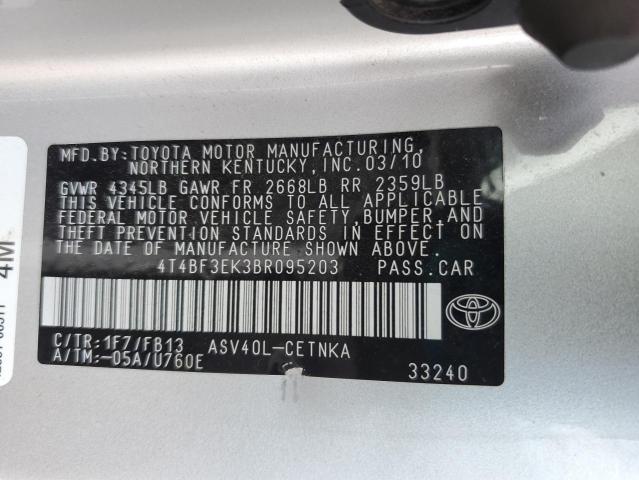 MFD. BY: TOYOTA MOTOR MANUFACTURING,
NORTHERN KENTUCKY, INC. 03/10
GVWR 4345LB GAWR FR 2668LB RR 2359LB
THIS VEHICLE CONFORMS TO ALL APPLICABLE
FEDERAL MOTOR VEHICLE SAFETY, BUMPER, AND
THEFT PREVENTION STANDARDS IN EFFECT ON
THE DATE OF MANUFACTURE SHOWN ABOVE.
4T4BF3EK3BR095203 PASS. CAR
C/TR: 1F7/FB13 ASV40L-CETNKA
A/TM: -05A/U760E
33240
4M